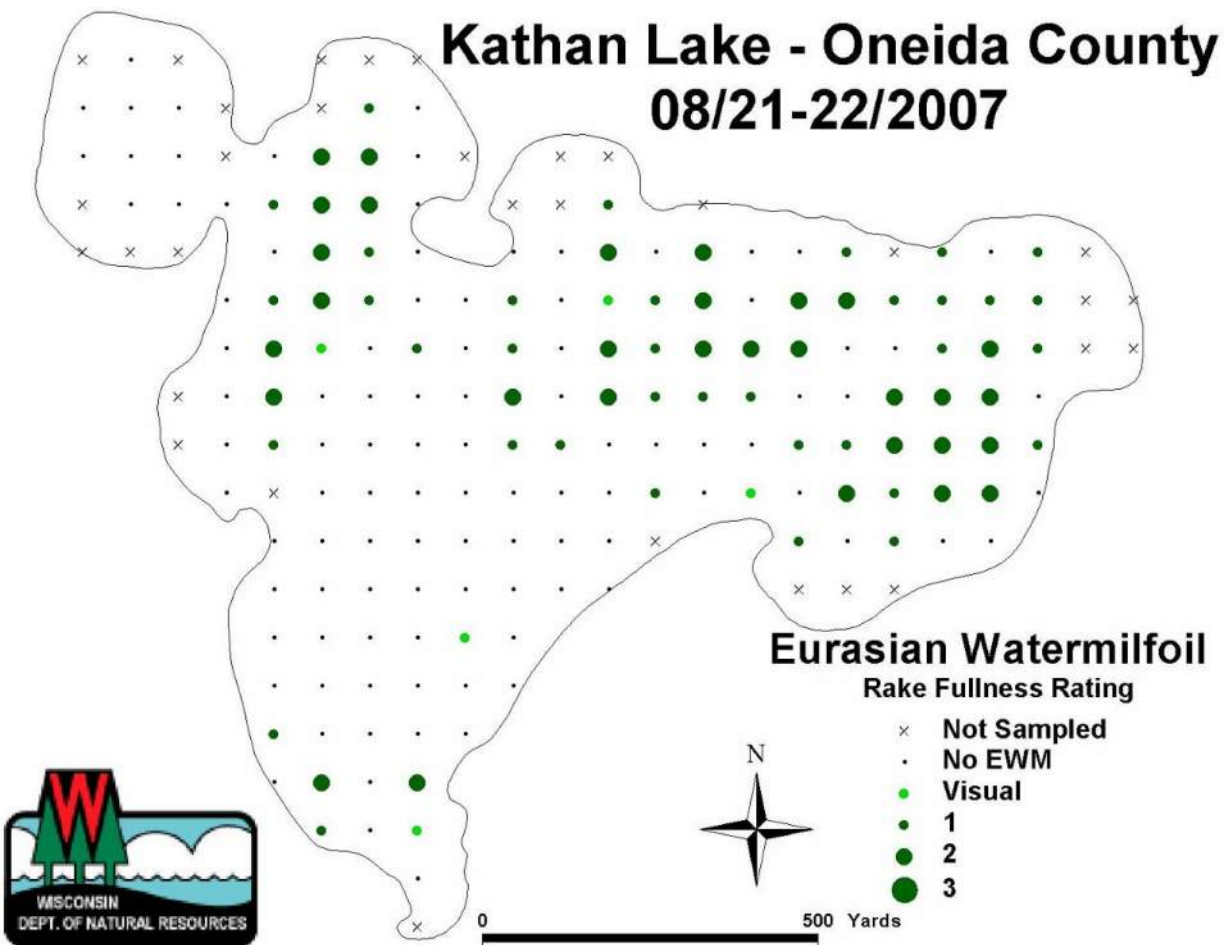 Kathan Lake - Oneida County
08/21-22/2007
Eurasian Watermilfoil
Rake Fullness Rating
Not Sampled
No EWM
Visual
1
2
3
N
0 500 Yards
W
WISCONSIN
DEPT. OF NATURAL RESOURCES